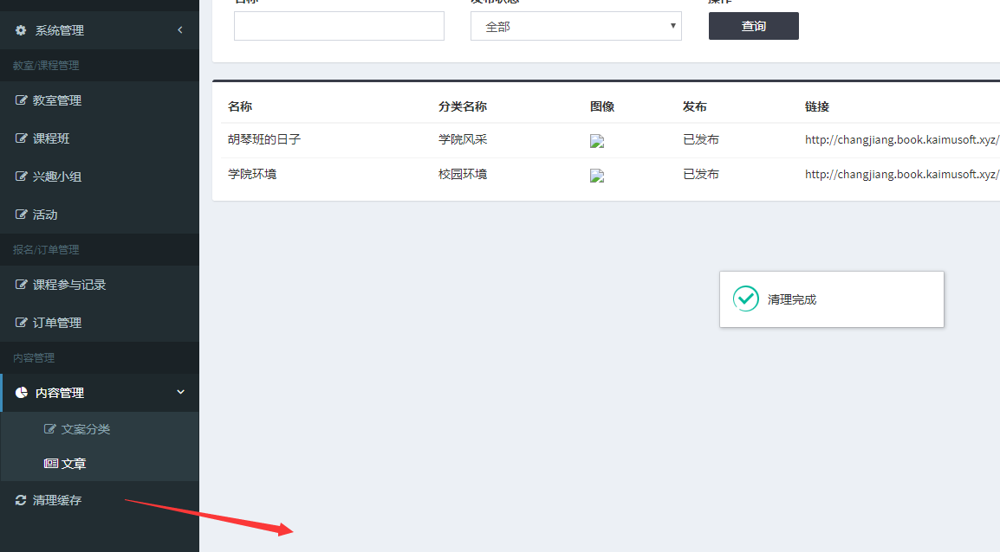 系统管理
教室/课程管理
教室管理
课程班
兴趣小组
活动
报名/订单管理
课程参与记录
订单管理
内容管理
内容管理
文案分类
文章
清理缓存
名称 发布状态 操作
全部 查询
名称 分类名称 图像 发布 链接
胡琴班的日子 学院风采 已发布 http://changjiang.book.kaimusoft.xyz/
学院环境 校园环境 已发布 http://changjiang.book.kaimusoft.xyz/
清理完成